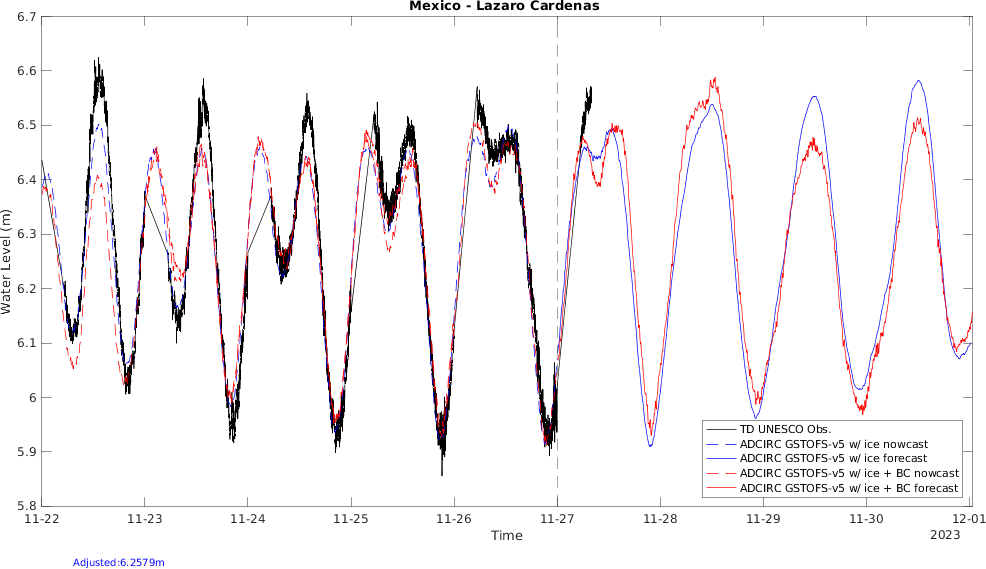 Mexico - Lazaro Cardenas
6.7
6.6
6.5
6.4
6.3
6.2
6.1
6
5.9
5.8
Water Level (m)
11-22 11-23 11-24 11-25 11-26 11-27 11-28 11-29 11-30 12-01
2023
Time
TD UNESCO Obs.
ADCIRC GSTOFS-v5 w/ ice nowcast
ADCIRC GSTOFS-v5 w/ ice forecast
ADCIRC GSTOFS-v5 w/ ice + BC nowcast
ADCIRC GSTOFS-v5 w/ ice + BC forecast
Adjusted:6.2579m